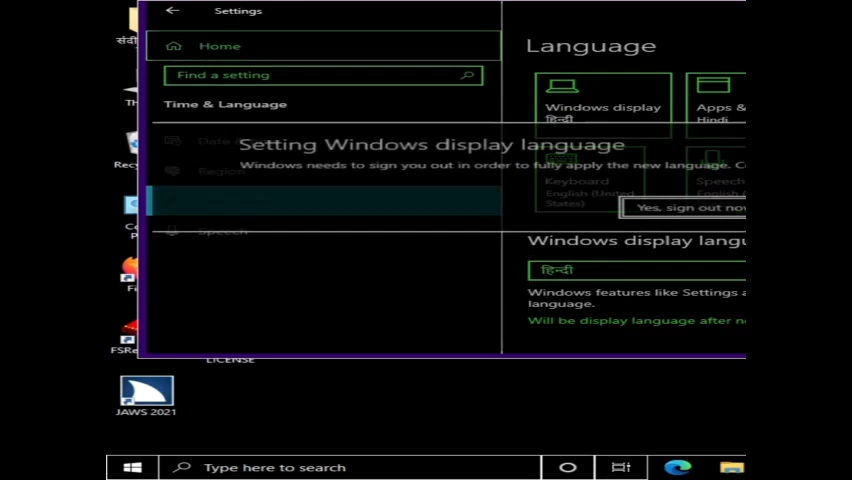 Settings
Home
Find a setting
Time & Language
Region
Speech
Language
Windows display
हिन्दी
Apps &
Hindi
Setting Windows display language
Windows needs to sign you out in order to fully apply the new language.
Keyboard
English (United
States)
Speech
English
Yes, sign out now
Windows display
हिन्दी
Windows features like Settings
language.
Will be display language after
LICENSE
JAWS 2021
Type here to search